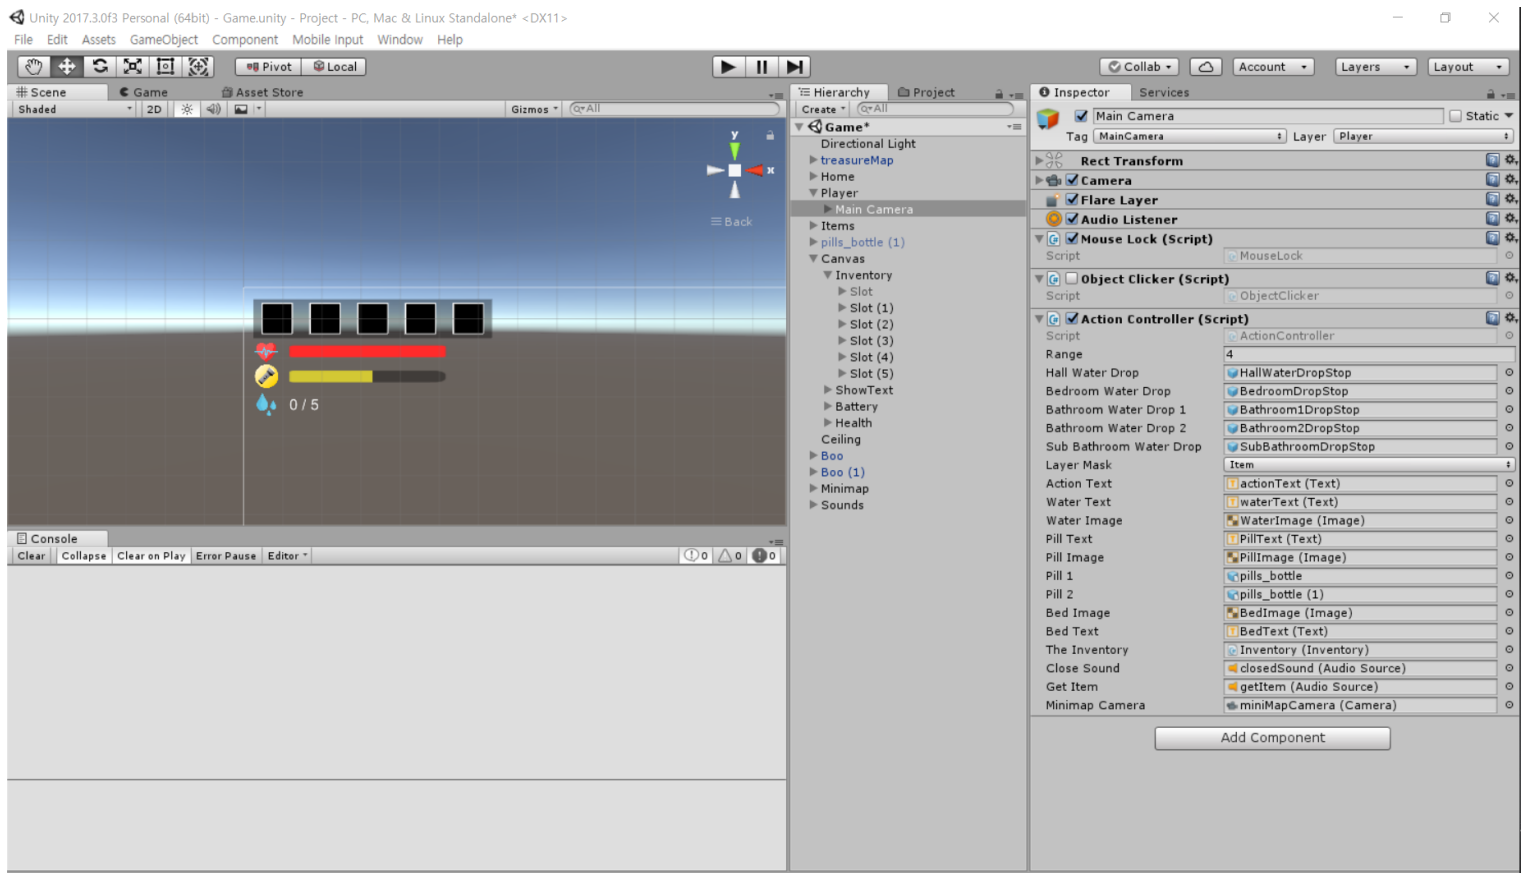 Unity 2017.3.0f3 Personal (64bit) - Game.unity - Project - PC, Mac & Linux Standalone* <DX11>
File Edit Assets GameObject Component Mobile Input Window Help
Pivot Local Collab Account Layers Layout
Scene Game Asset Store
Shaded 2D Gizmos All
y
x
Back
0 / 5
Console
Clear Collapse Clear on Play Error Pause Editor 0 0 0
Hierarchy Project
Create All
Game*
Directional Light
treasureMap
Home
Player
Main Camera
Items
pills_bottle (1)
Canvas
Inventory
Slot
Slot (1)
Slot (2)
Slot (3)
Slot (4)
Slot (5)
ShowText
Battery
Health
Ceiling
Boo
Boo (1)
Minimap
Sounds
Inspector Services
Main Camera Static
Tag MainCamera Layer Player
Rect Transform
Camera
Flare Layer
Audio Listener
Mouse Lock (Script)
Script MouseLock
Object Clicker (Script)
Script ObjectClicker
Action Controller (Script)
Script ActionController
Range 4
Hall Water Drop HallWaterDropStop
Bedroom Water Drop BedroomDropStop
Bathroom Water Drop 1 Bathroom1DropStop
Bathroom Water Drop 2 Bathroom2DropStop
Sub Bathroom Water Drop SubBathroomDropStop
Layer Mask Item
Action Text actionText (Text)
Water Text waterText (Text)
Water Image WaterImage (Image)
Pill Text PillText (Text)
Pill Image PillImage (Image)
Pill 1 pills_bottle
Pill 2 pills_bottle (1)
Bed Image BedImage (Image)
Bed Text BedText (Text)
The Inventory Inventory (Inventory)
Close Sound closedSound (Audio Source)
Get Item getItem (Audio Source)
Minimap Camera miniMapCamera (Camera)
Add Component